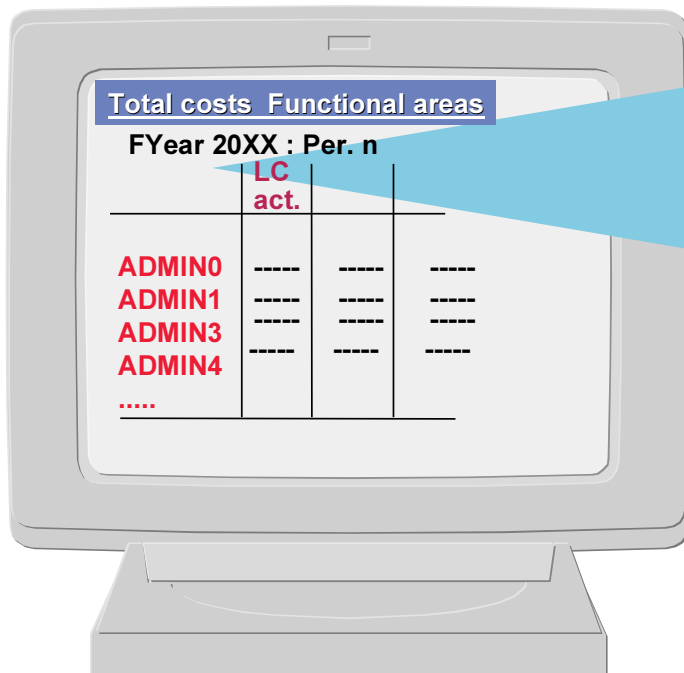 Total costs Functional areas
FYear 20XX : Per. n
LC
act.
ADMIN0 ----- ----- -----
ADMIN1 ----- ----- -----
ADMIN3 ----- ----- -----
ADMIN4 ----- ----- -----
.....